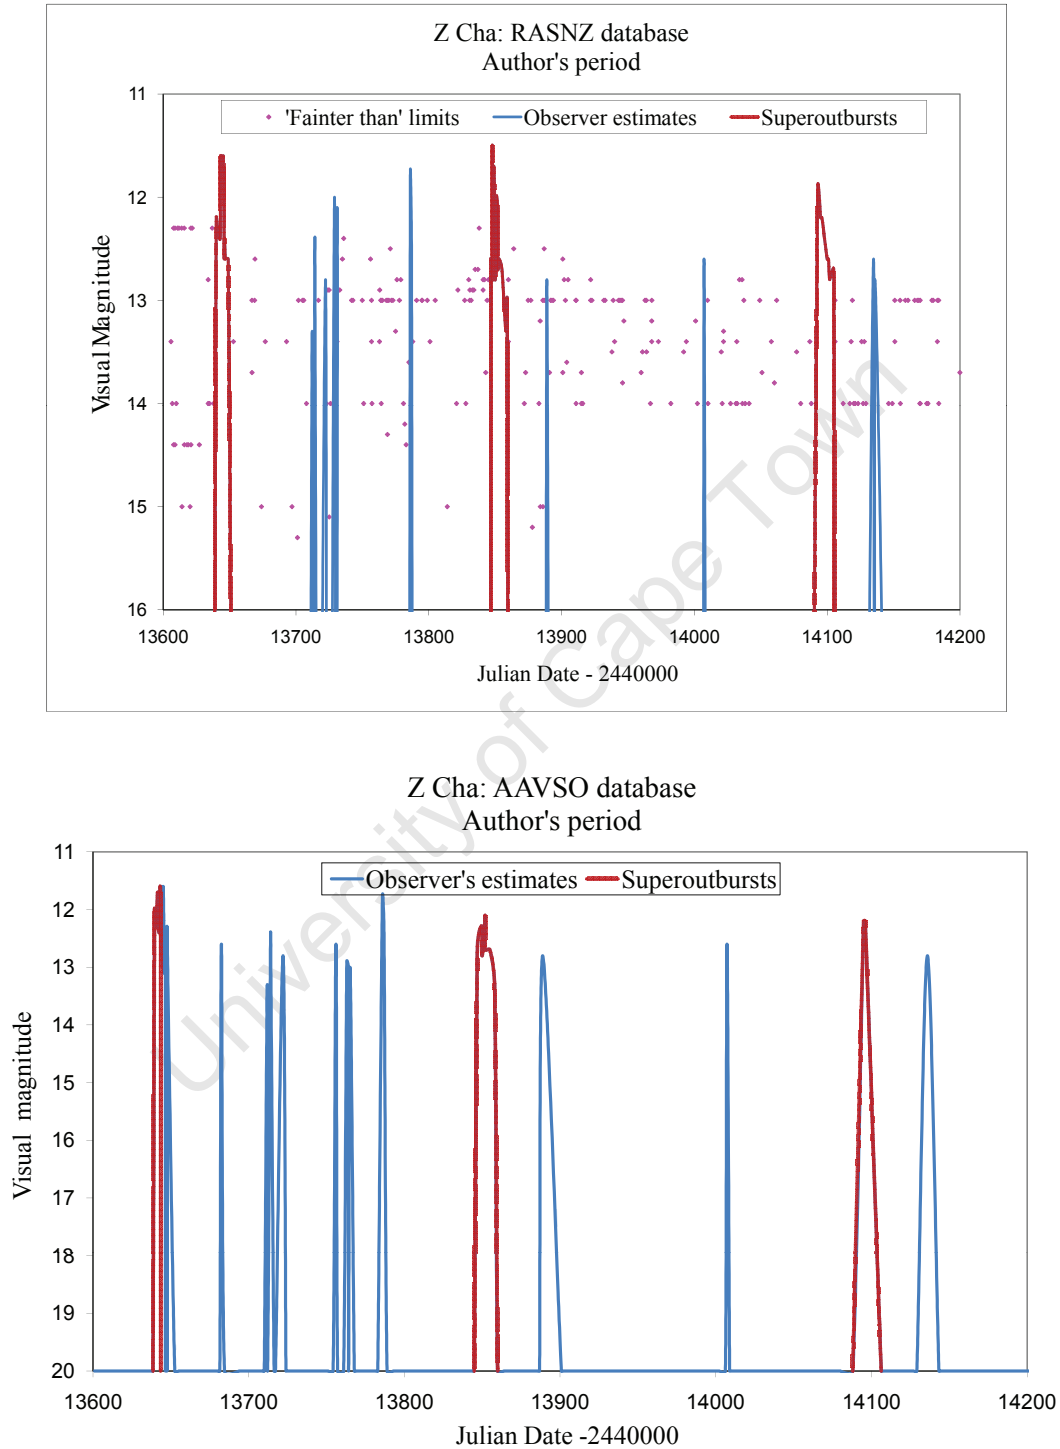 Z Cha: RASNZ database
Author's period
11
'Fainter than' limits Observer estimates Superoutbursts
12
13
14
15
16
Visual Magnitude
13600 13700 13800 13900 14000 14100 14200
Julian Date - 2440000
University of Cape Town
Z Cha: AAVSO database
Author's period
11
Observer's estimates Superoutbursts
12
13
14
15
16
17
18
19
20
Visual magnitude
13600 13700 13800 13900 14000 14100 14200
Julian Date -2440000